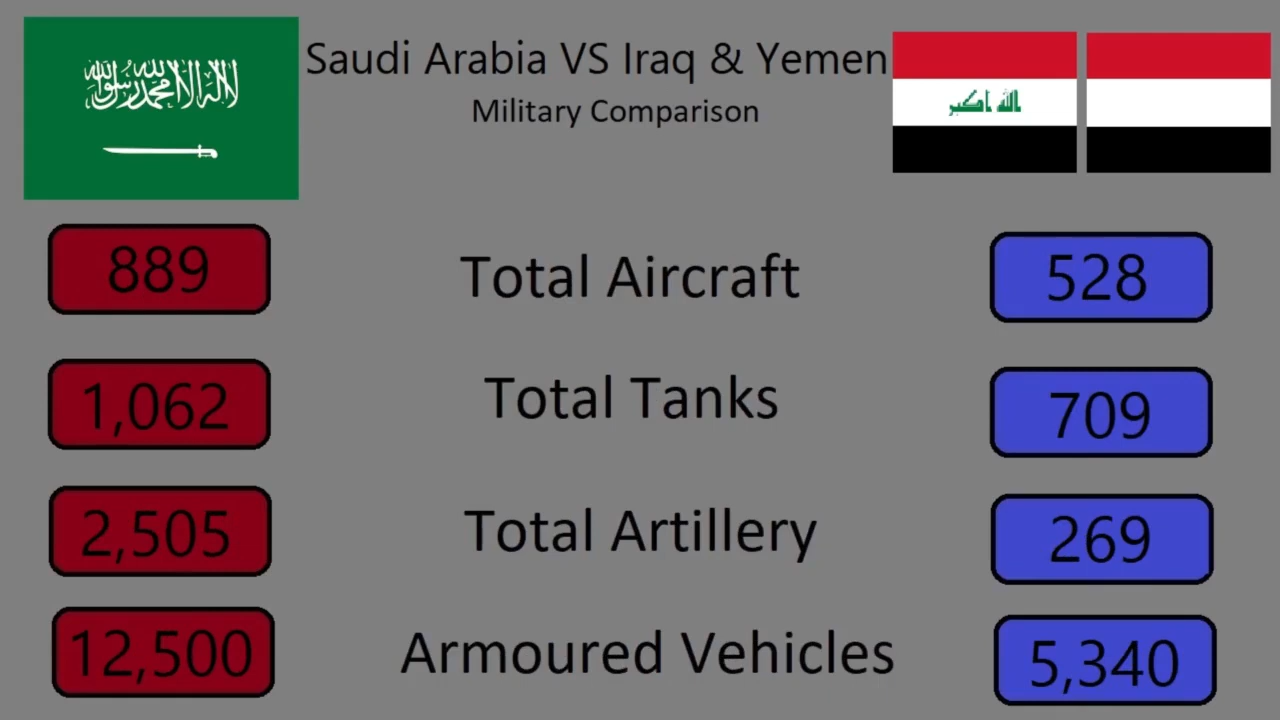 لا إله إلا الله محمد رسول الله
Saudi Arabia VS Iraq & Yemen
الله اكبر
Military Comparison
889 Total Aircraft 528
1,062 Total Tanks 709
2,505 Total Artillery 269
12,500 Armoured Vehicles 5,340